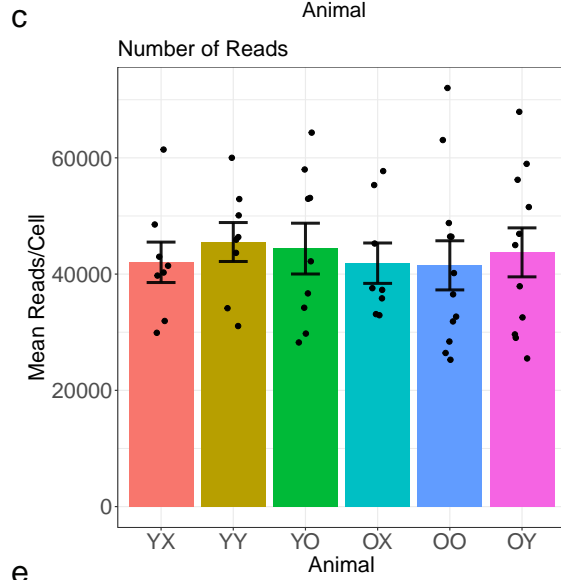 c
Animal
Number of Reads
Mean Reads/Cell
60000
40000
20000
0
YX YY YO OX OO OY
Animal
e